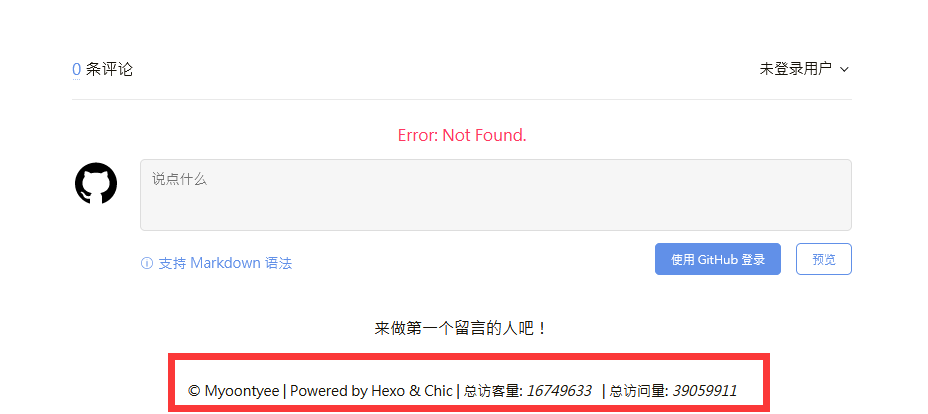 0 条评论 未登录用户
Error: Not Found.
说点什么
支持 Markdown 语法 使用 GitHub 登录 预览
来做第一个留言的人吧！
© Myoontyee | Powered by Hexo & Chic | 总访客量: 16749633 | 总访问量: 39059911